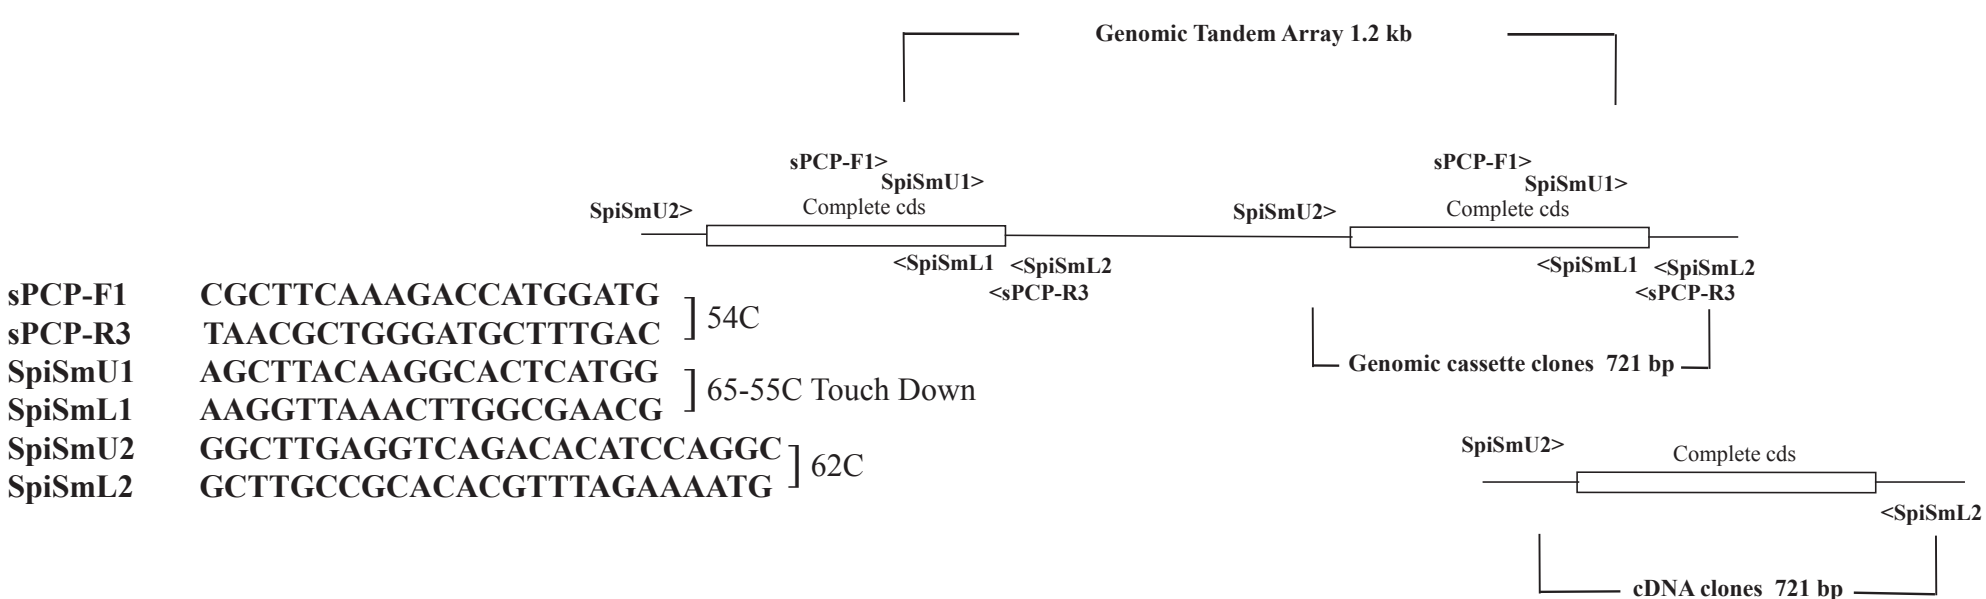 Genomic Tandem Array 1.2 kb
sPCP-F1> sPCP-F1>
SpiSmU1> SpiSmU1>
SpiSmU2> Complete cds SpiSmU2> Complete cds
<SpiSmL1 <SpiSmL2 <SpiSmL1 <SpiSmL2
<sPCP-R3 <sPCP-R3
Genomic cassette clones 721 bp
sPCP-F1 CGCTTCAAAGACCATGGATG
sPCP-R3 TAACGCTGGGATGCTTTGAC
] 54C
SpiSmU1 AGCTTACAAGGCACTCATGG
SpiSmL1 AAGGTTAAACTTGGCGAACG
] 65-55C Touch Down
SpiSmU2 GGCTTGAGGTCAGACACATCCAGGC
SpiSmL2 GCTTGCCGCACACGTTTAGAAAATG
] 62C
SpiSmU2> Complete cds
<SpiSmL2
cDNA clones 721 bp